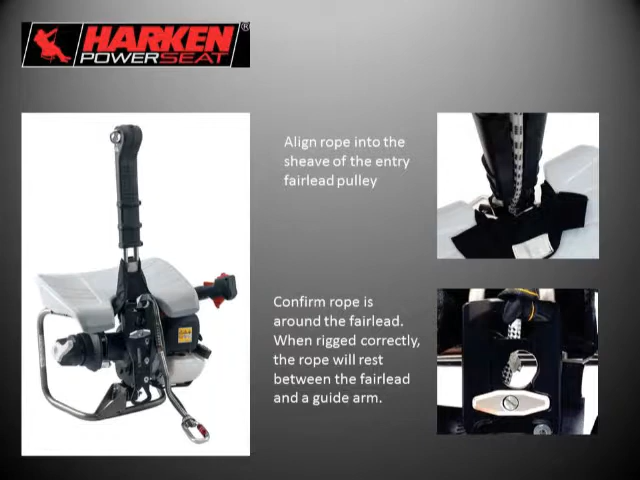 HARKEN®
POWERSEAT
Align rope into the
sheave of the entry
fairlead pulley
Confirm rope is
around the fairlead.
When rigged correctly,
the rope will rest
between the fairlead
and a guide arm.